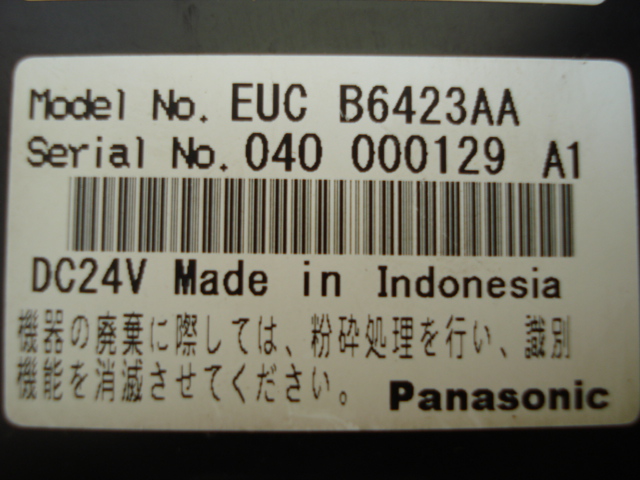 Model No. EUC B6423AA
Serial No. 040 000129 A1
DC24V Made in Indonesia
機器の廃棄に際しては、粉砕処理を行い、識別
機能を消滅させてください。 Panasonic